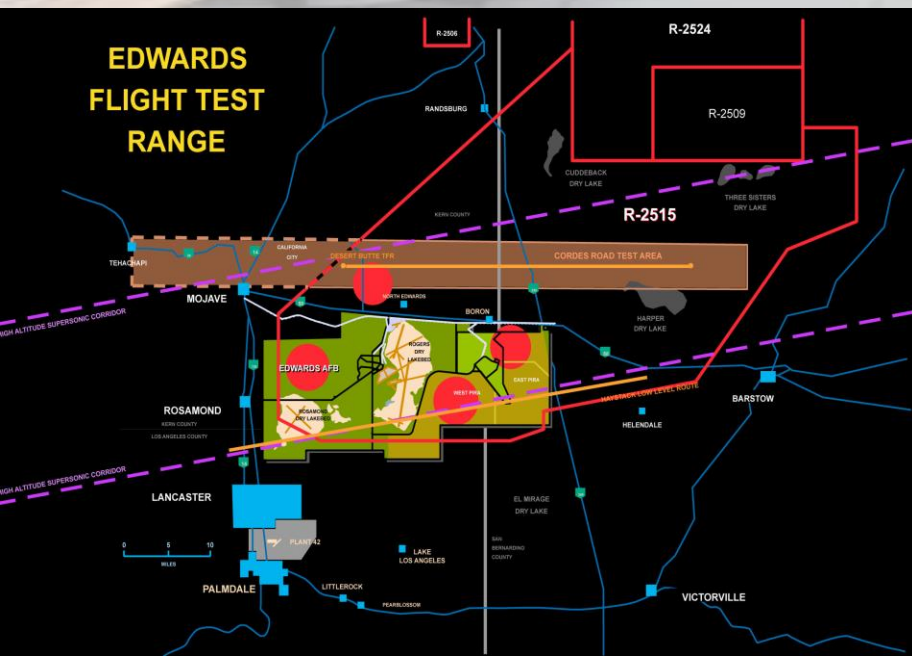 EDWARDS
FLIGHT TEST
RANGE
R-2506
R-2524
R-2509
RANDSBURG
CUDDEBACK
DRY LAKE
THREE SISTERS
DRY LAKE
KERN COUNTY
R-2515
CALIFORNIA
CITY
DESERT BUTTE TFR
CORDES ROAD TEST AREA
TEHACHAPI
MOJAVE
NORTH EDWARDS
BORON
HARPER
DRY LAKE
HIGH ALTITUDE SUPERSONIC CORRIDOR
ROGERS
DRY
LAKEBED
EDWARDS AFB
EAST PIRA
WEST PIRA
HAYSTACK LOW LEVEL ROUTE
BARSTOW
ROSAMOND
ROSAMOND
DRY LAKEBED
KERN COUNTY
LOS ANGELES COUNTY
HELENDALE
HIGH ALTITUDE SUPERSONIC CORRIDOR
LANCASTER
EL MIRAGE
DRY LAKE
PLANT 42
0 5 10
MILES
LAKE
LOS ANGELES
SAN
BERNARDINO
COUNTY
PALMDALE
LITTLEROCK
PEARBLOSSOM
VICTORVILLE